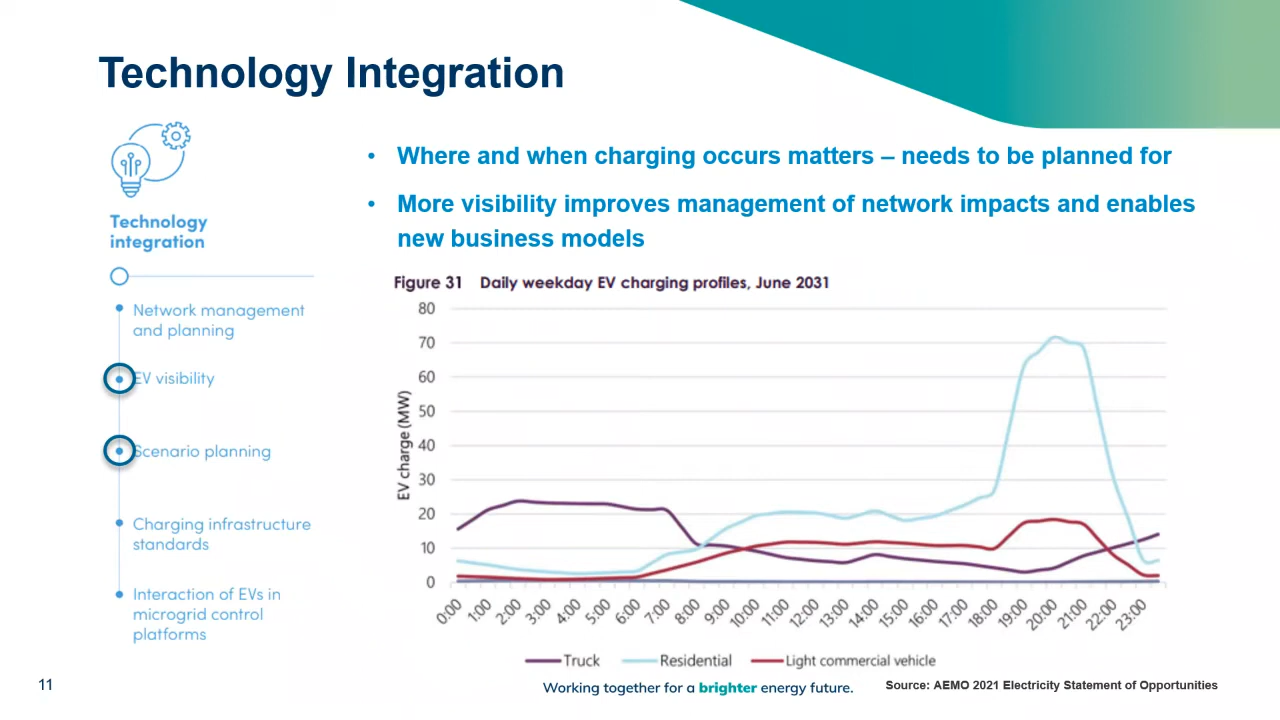 Technology Integration
Technology
integration
Network management
and planning
EV visibility
Scenario planning
Charging infrastructure
standards
Interaction of EVs in
microgrid control
platforms
• Where and when charging occurs matters – needs to be planned for
• More visibility improves management of network impacts and enables
new business models
Figure 31 Daily weekday EV charging profiles, June 2031
EV charge (MW)
80
70
60
50
40
30
20
10
0
0:00 1:00 2:00 3:00 4:00 5:00 6:00 7:00 8:00 9:00 10:00 11:00 12:00 13:00 14:00 15:00 16:00 17:00 18:00 19:00 20:00 21:00 22:00 23:00
Truck Residential Light commercial vehicle
11
Working together for a brighter energy future.
Source: AEMO 2021 Electricity Statement of Opportunities